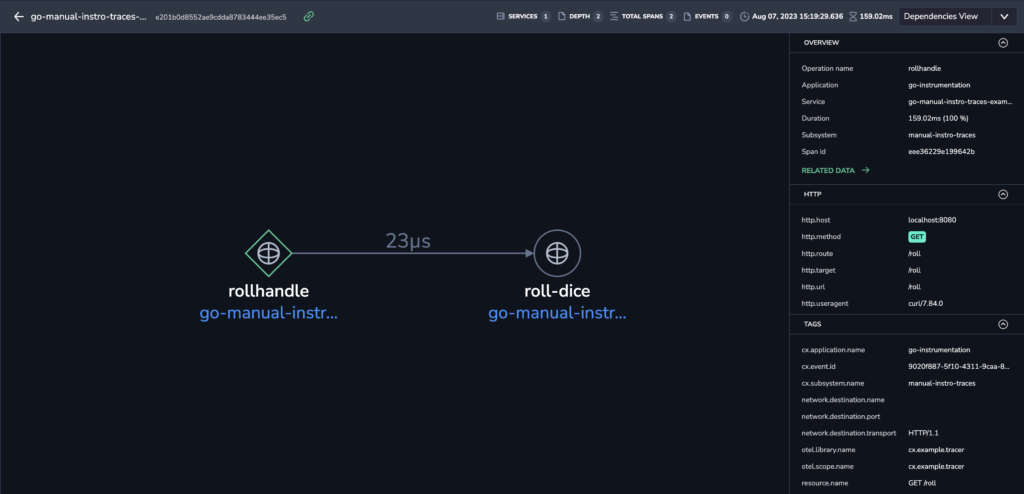 go-manual-instro-traces-... e201b0d8552ae9cdda8783444ee35ec5 SERVICES 1 DEPTH 2 TOTAL SPANS 2 EVENTS 0 Aug 07, 2023 15:19:29.636 159.02ms Dependencies View
OVERVIEW
Operation name rollhandle
Application go-instrumentation
Service go-manual-instro-traces-exam...
Duration 159.02ms (100 %)
Subsystem manual-instro-traces
Span id eee36229e199642b
RELATED DATA
HTTP
http.host localhost:8080
http.method GET
http.route /roll
http.target /roll
http.url /roll
http.useragent curl/7.84.0
TAGS
cx.application.name go-instrumentation
cx.event.id 9020f887-5f10-4311-9caa-8...
cx.subsystem.name manual-instro-traces
network.destination.name
network.destination.port
network.destination.transport HTTP/1.1
otel.library.name cx.example.tracer
otel.scope.name cx.example.tracer
resource.name GET /roll
23μs
rollhandle roll-dice
go-manual-instr... go-manual-instr...